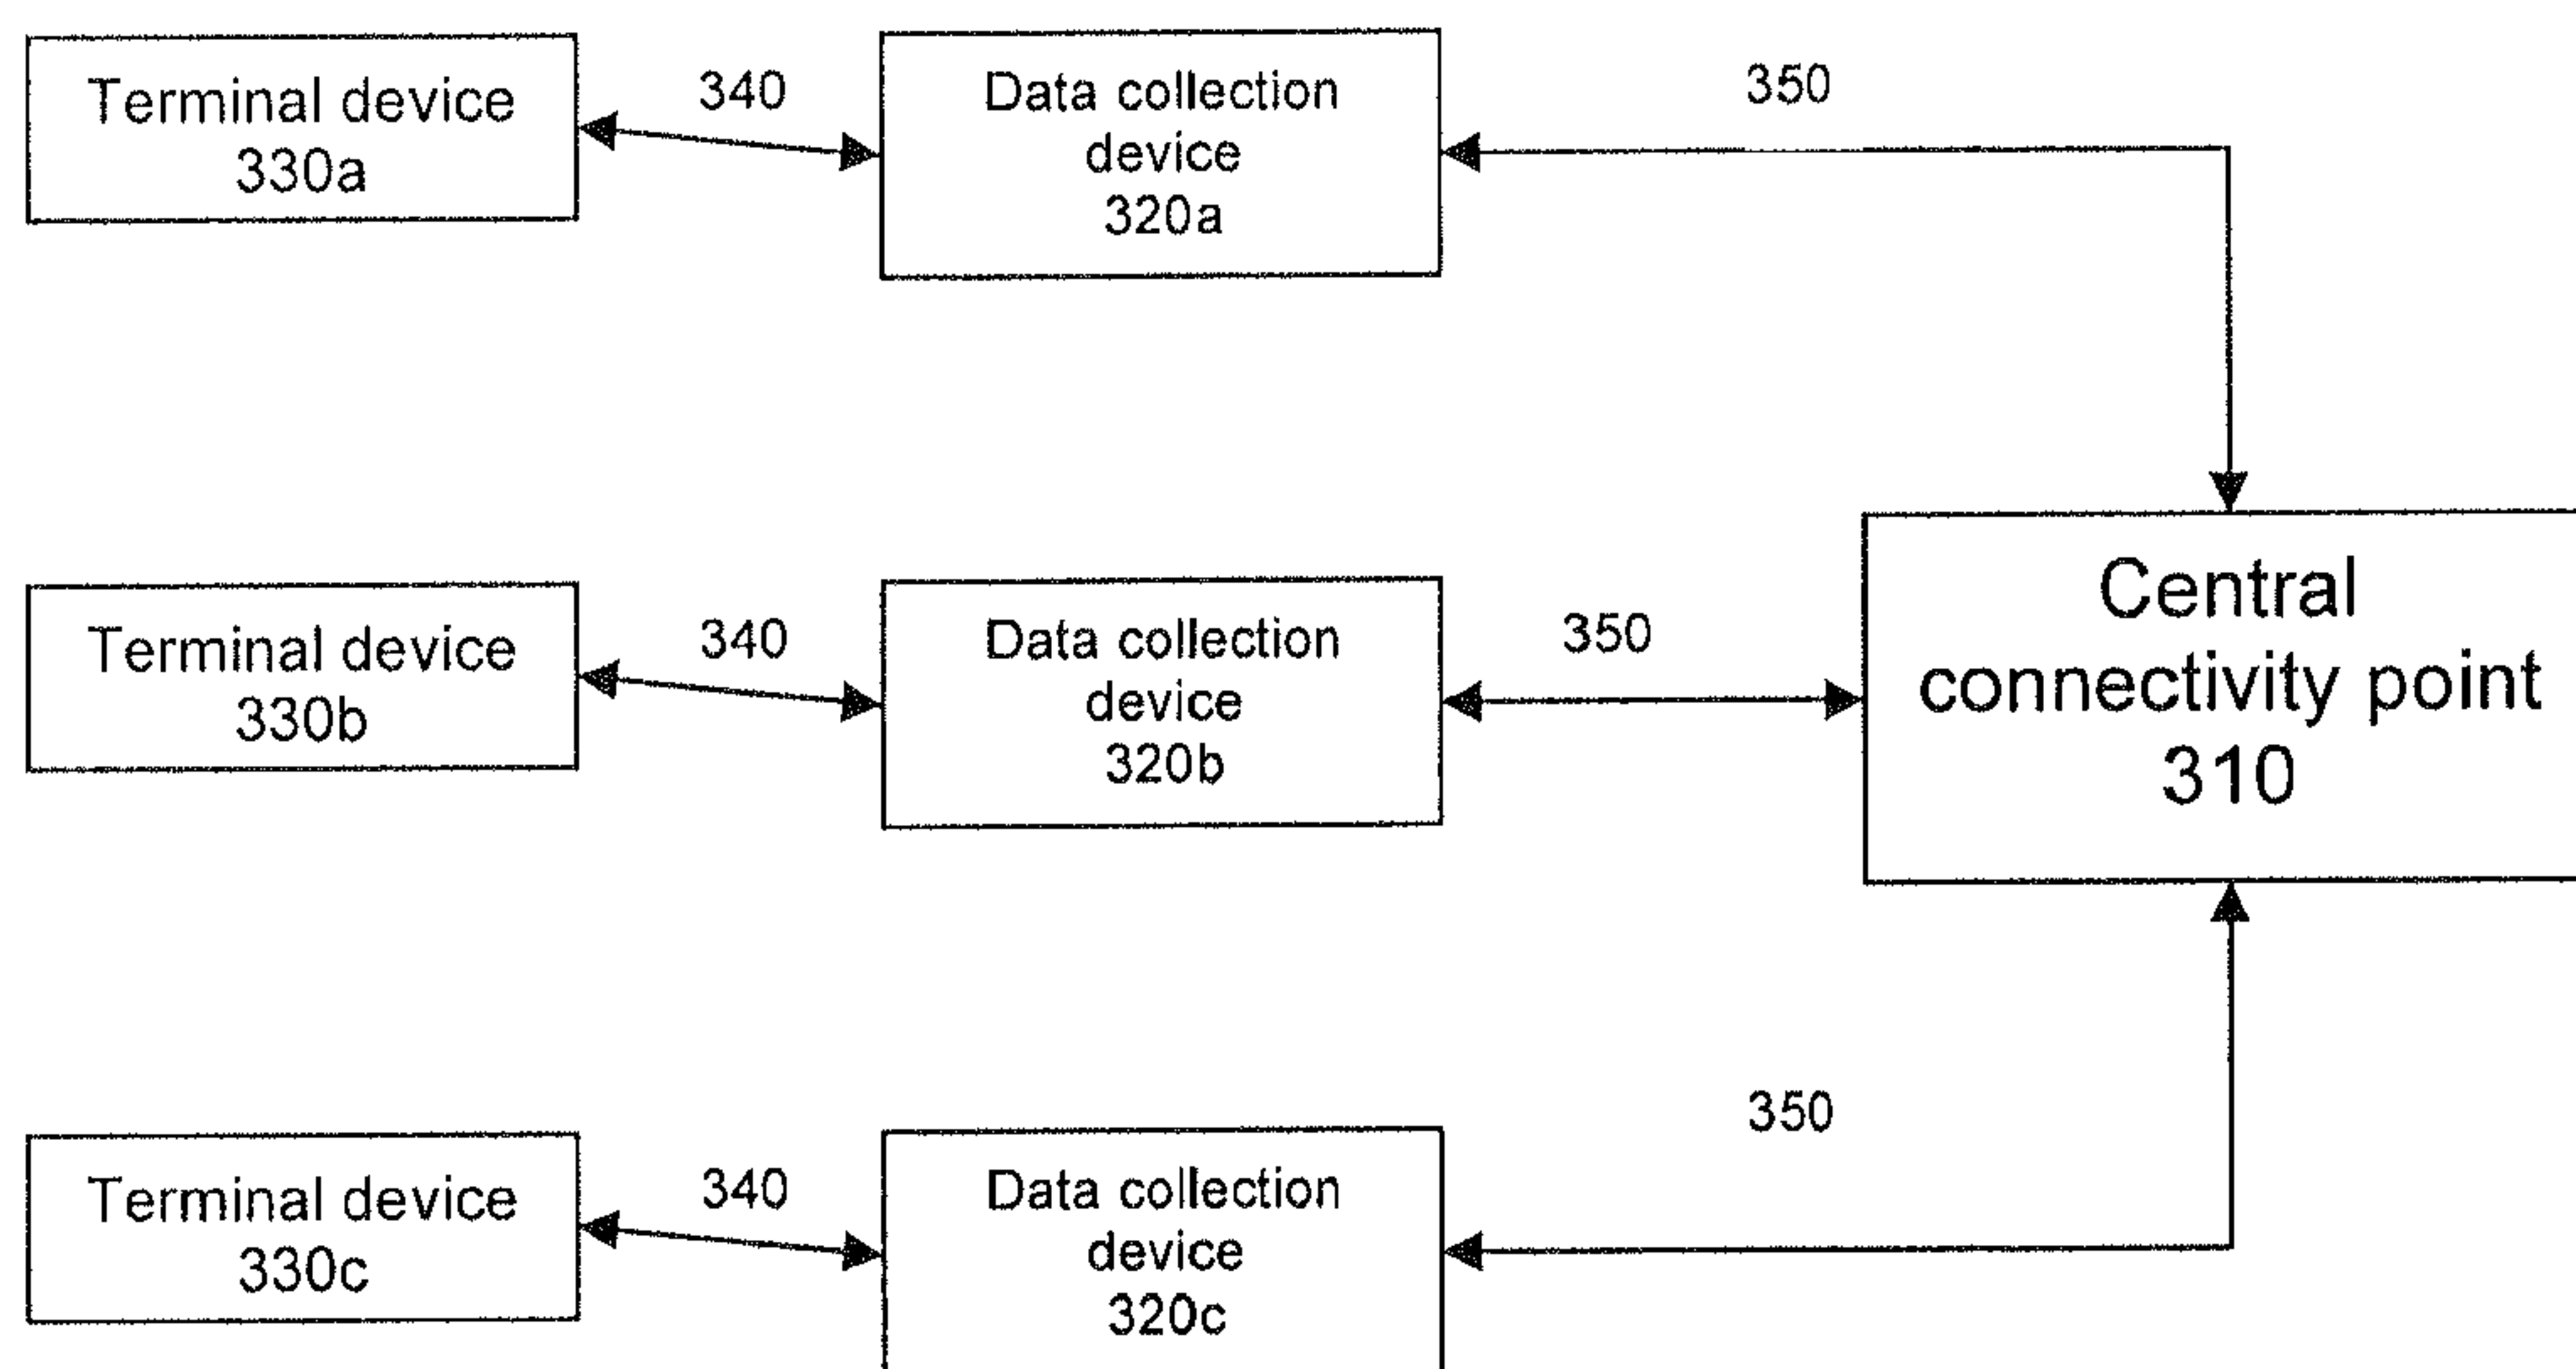 Terminal device
330a
340
Data collection
device
320a
350
Terminal device
330b
340
Data collection
device
320b
350
Central
connectivity point
310
Terminal device
330c
340
Data collection
device
320c
350